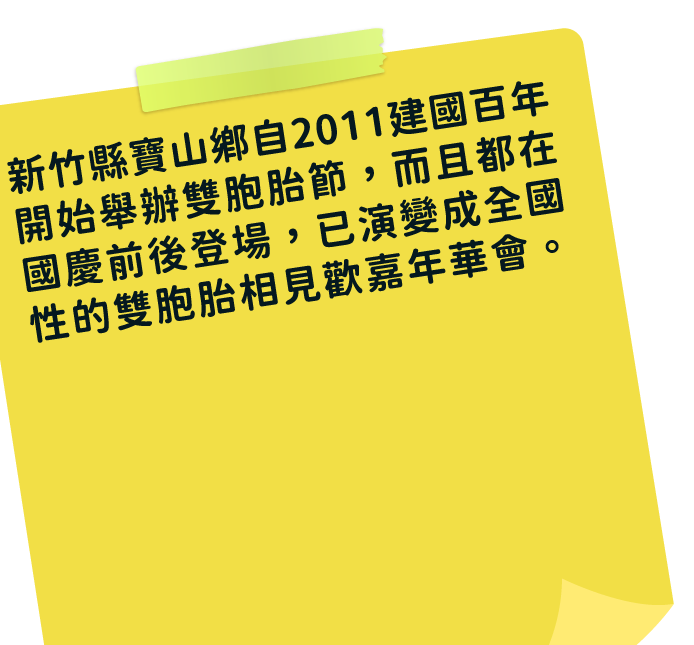 新竹縣寶山鄉自2011建國百年
開始舉辦雙胞胎節，而且都在
國慶前後登場，已演變成全國
性的雙胞胎相見歡嘉年華會。